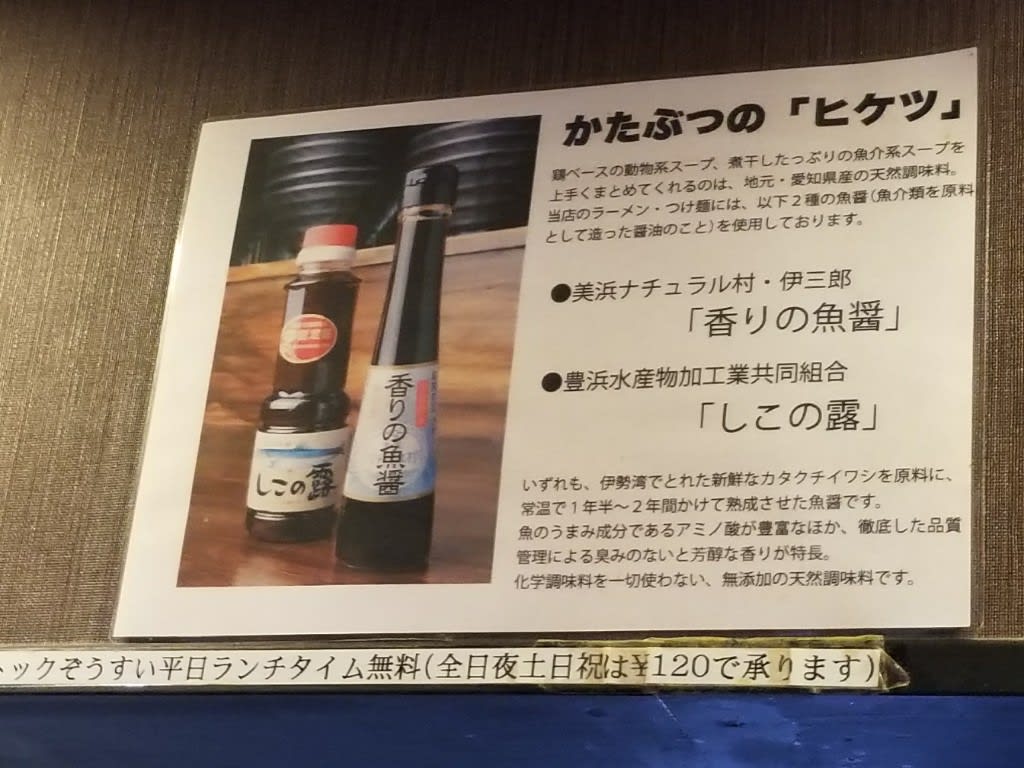 かたぶつの「ヒケツ」
鶏ベースの動物系スープ、煮干したっぷりの魚介系スープを
上手くまとめてくれるのは、地元・愛知県産の天然調味料。
当店のラーメン・つけ麺には、以下2種の魚醤(魚介類を原料
として造った醤油のこと)を使用しております。
●美浜ナチュラル村・伊三郎
「香りの魚醤」
●豊浜水産物加工業共同組合
「しこの露」
いずれも、伊勢湾でとれた新鮮なカタクチイワシを原料に、
常温で1年半～2年間かけて熟成させた魚醤です。
魚のうまみ成分であるアミノ酸が豊富なほか、徹底した品質
管理による臭みのないと芳醇な香りが特長。
化学調味料を一切使わない、無添加の天然調味料です。
しこの露
香りの魚醤
ックぞうすい平日ランチタイム無料(全日夜土日祝は¥120で承ります)